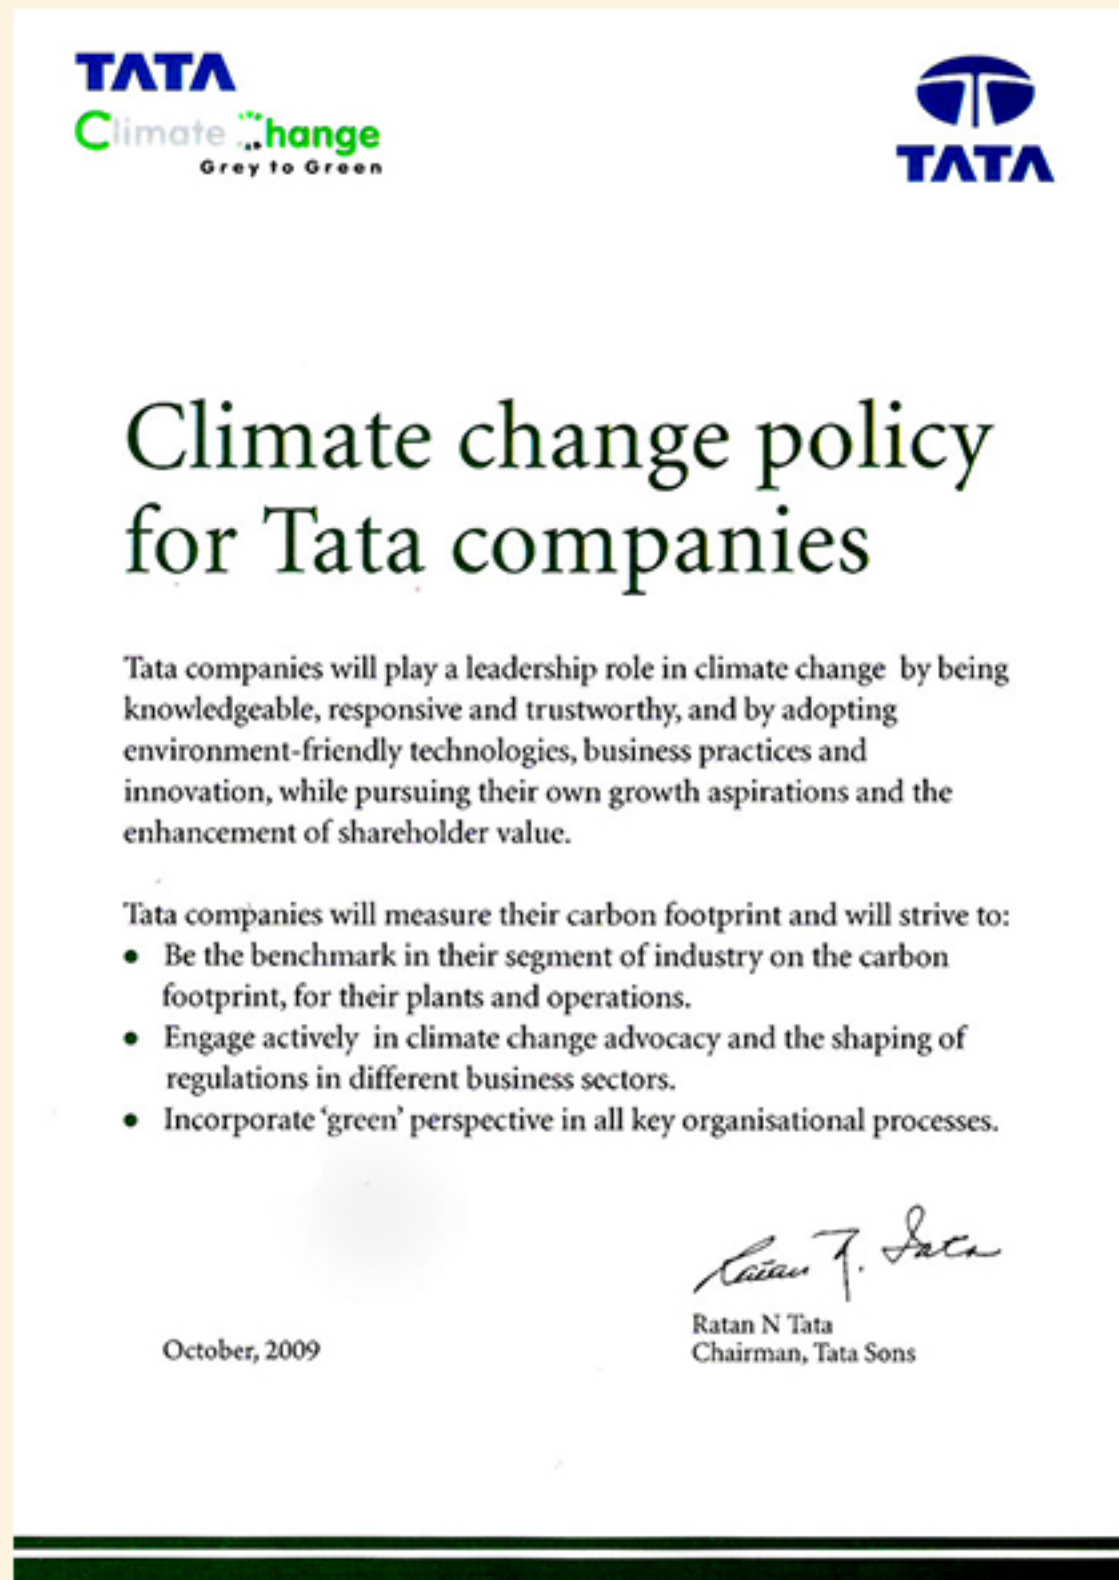 TATA
Climate Change
Grey to Green
TATA
Climate change policy
for Tata companies
Tata companies will play a leadership role in climate change by being
knowledgeable, responsive and trustworthy, and by adopting
environment-friendly technologies, business practices and
innovation, while pursuing their own growth aspirations and the
enhancement of shareholder value.
Tata companies will measure their carbon footprint and will strive to:
• Be the benchmark in their segment of industry on the carbon
footprint, for their plants and operations.
• Engage actively in climate change advocacy and the shaping of
regulations in different business sectors.
• Incorporate ‘green’ perspective in all key organisational processes.
Ratan N. Tata
Ratan N Tata
October, 2009
Chairman, Tata Sons